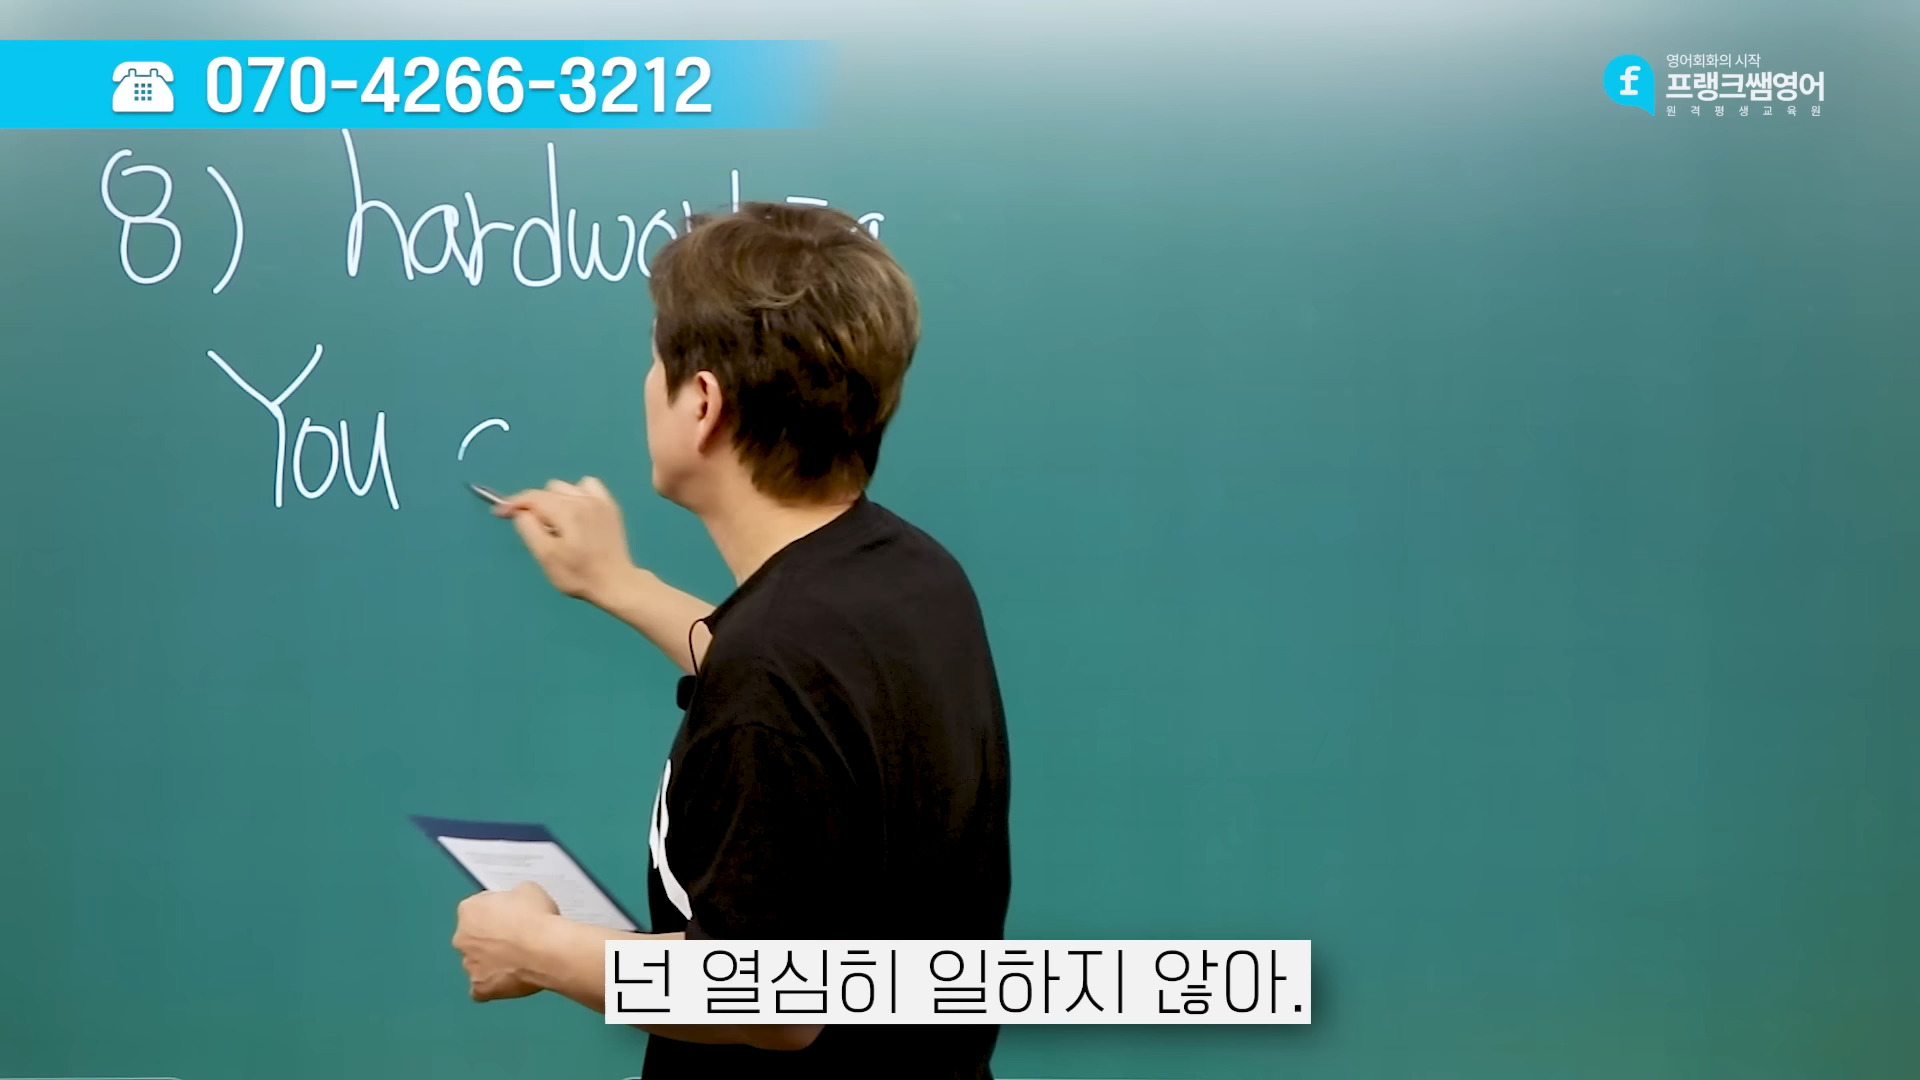 070-4266-3212
영어회화의 시작
프랭크쌤영어
원격평생교육원
8)
You
넌 열심히 일하지 않아.